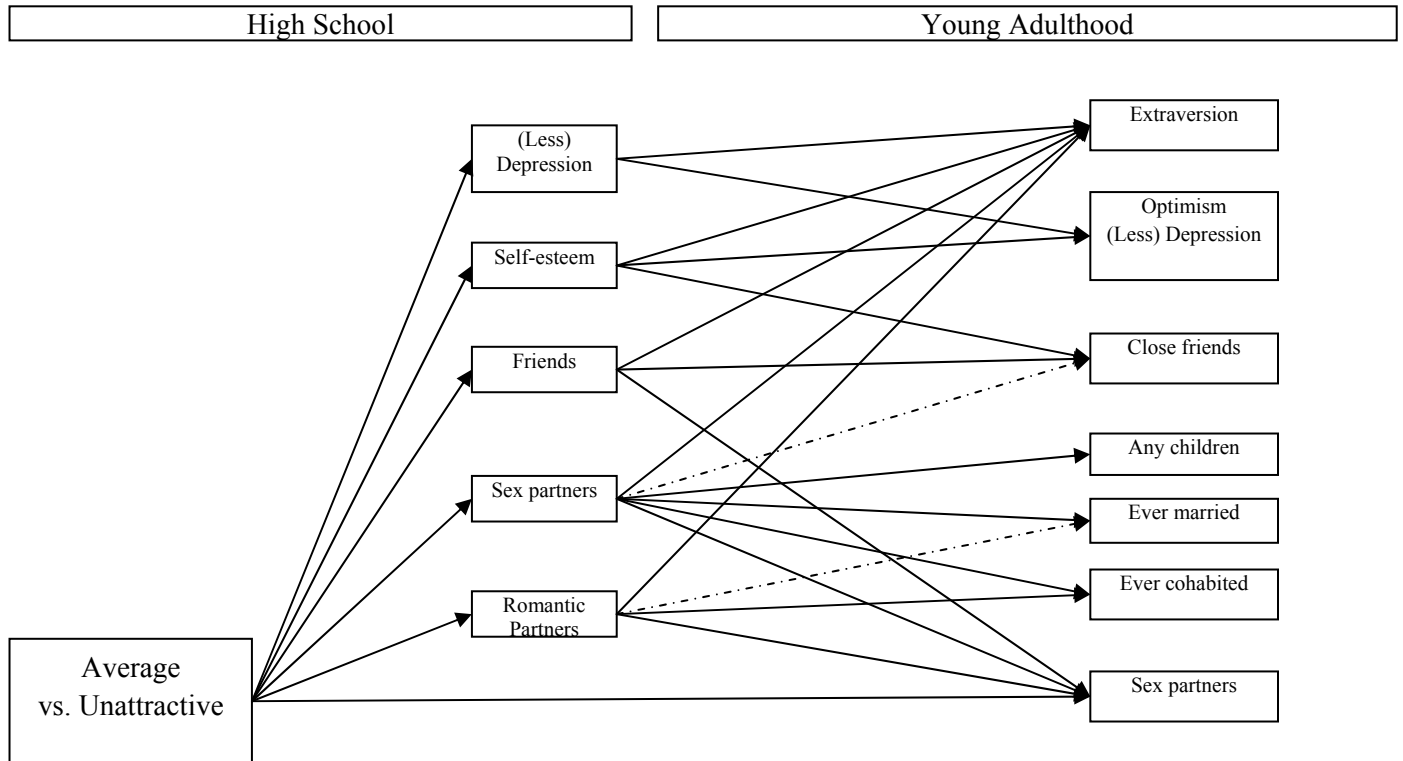 High School
Young Adulthood
(Less)
Depression
Self-esteem
Friends
Sex partners
Romantic
Partners
Average
vs. Unattractive
Extraversion
Optimism
(Less) Depression
Close friends
Any children
Ever married
Ever cohabited
Sex partners